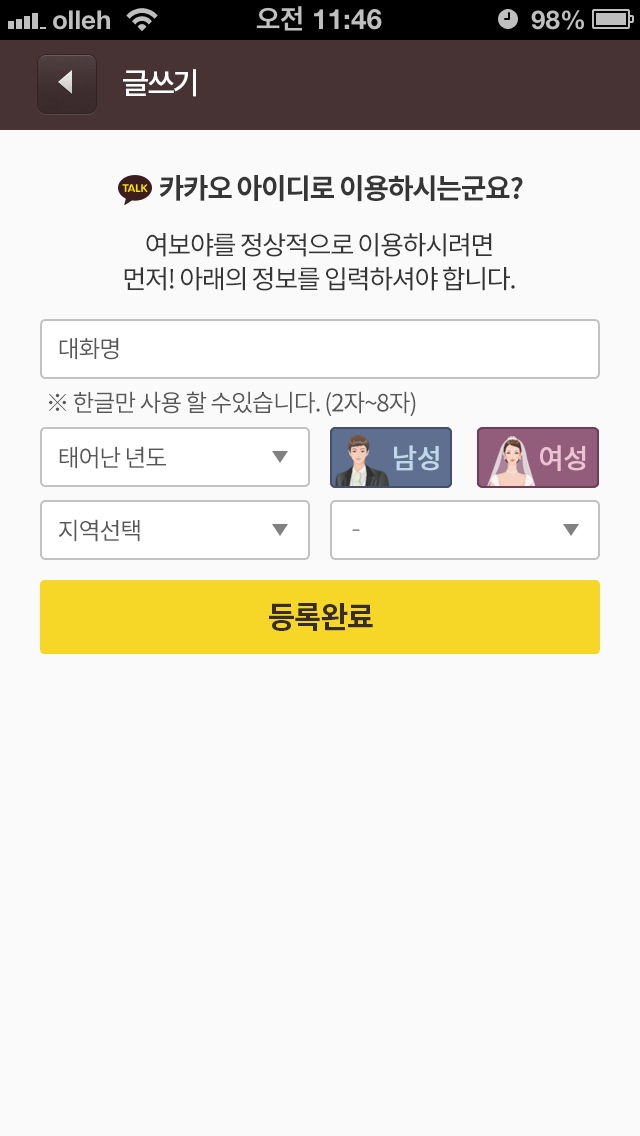 olleh 오전 11:46 98%
글쓰기
TALK 카카오 아이디로 이용하시는군요?
여보야를 정상적으로 이용하시려면
먼저! 아래의 정보를 입력하셔야 합니다.
대화명
※ 한글만 사용 할 수있습니다. (2자~8자)
태어난 년도 남성 여성
지역선택 -
등록완료